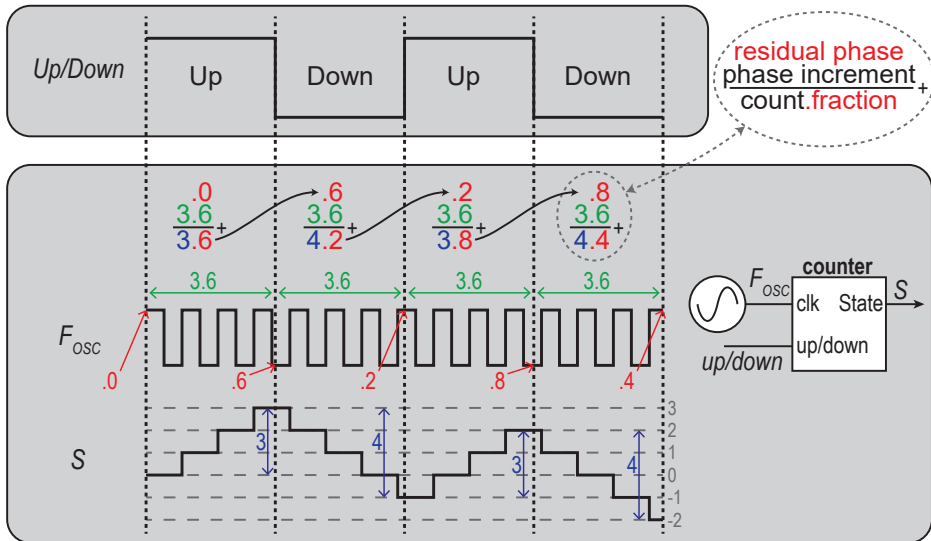 Up/Down
Up
Down
Up
Down
residual phase
phase increment
+
count.fraction
.0
3.6
+
3.6
.6
3.6
+
4.2
.2
3.6
+
3.8
.8
3.6
+
4.4
3.6
3.6
3.6
3.6
F_OSC
.0
.6
.2
.8
.4
S
3
4
3
4
3
2
1
0
-1
-2
counter
F_OSC
clk
State
S
up/down
up/down